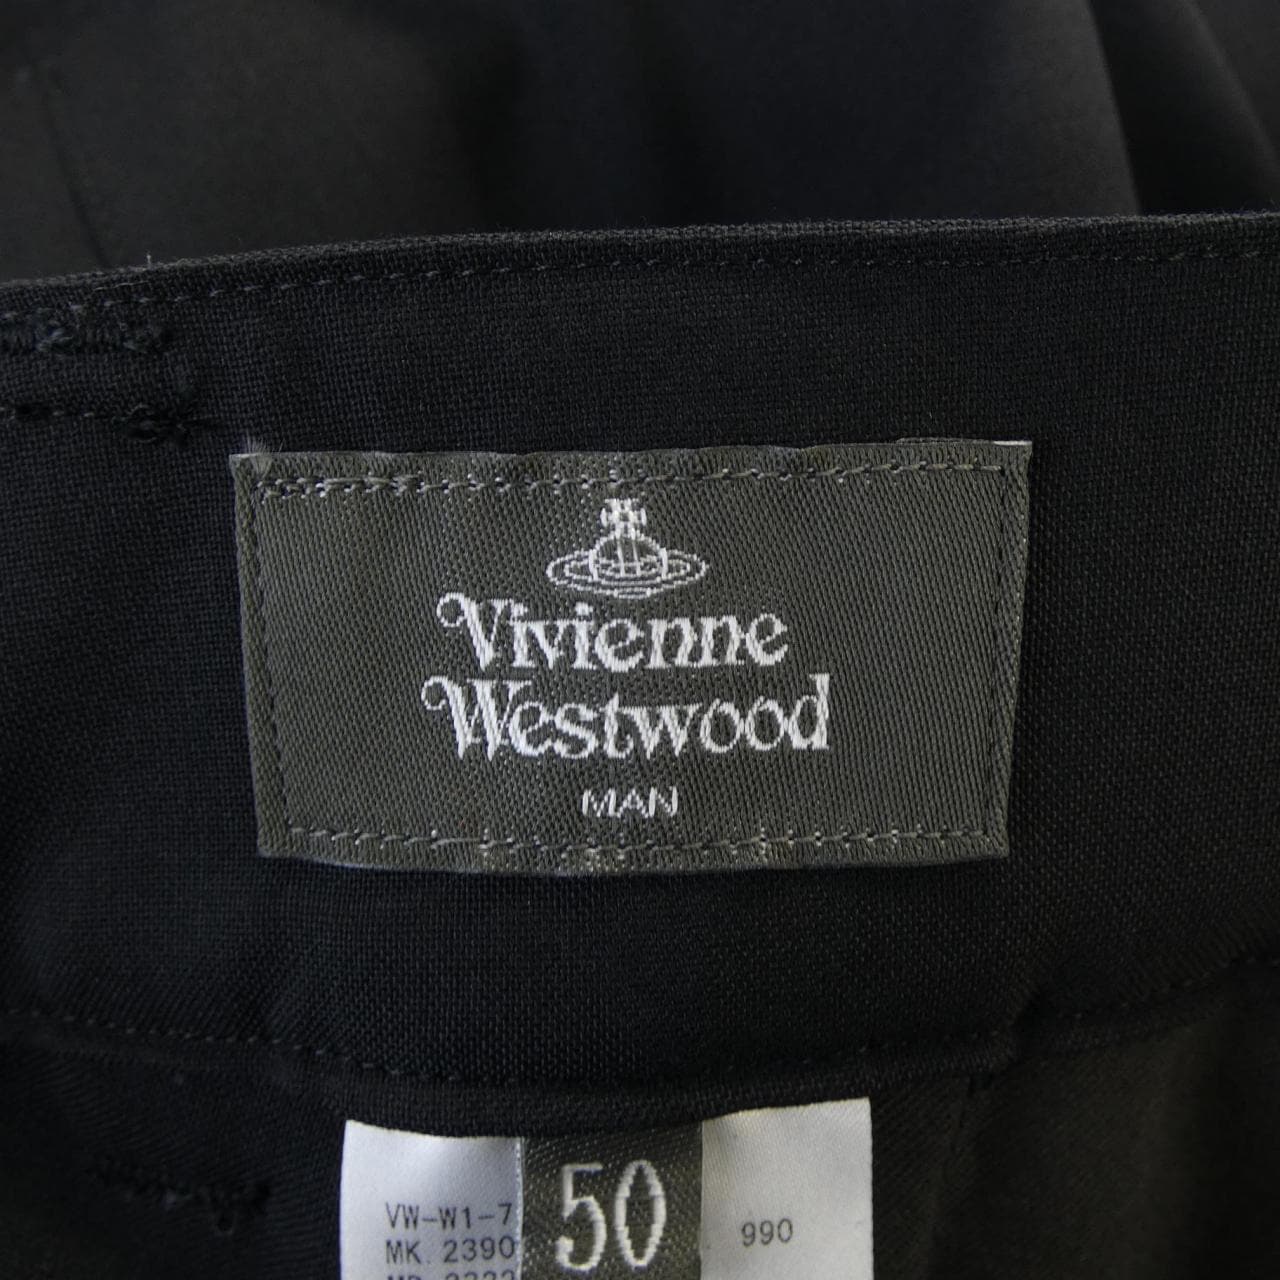 Vivienne
Westwood
MAN
VW-W1-7
MK. 2390
50
990